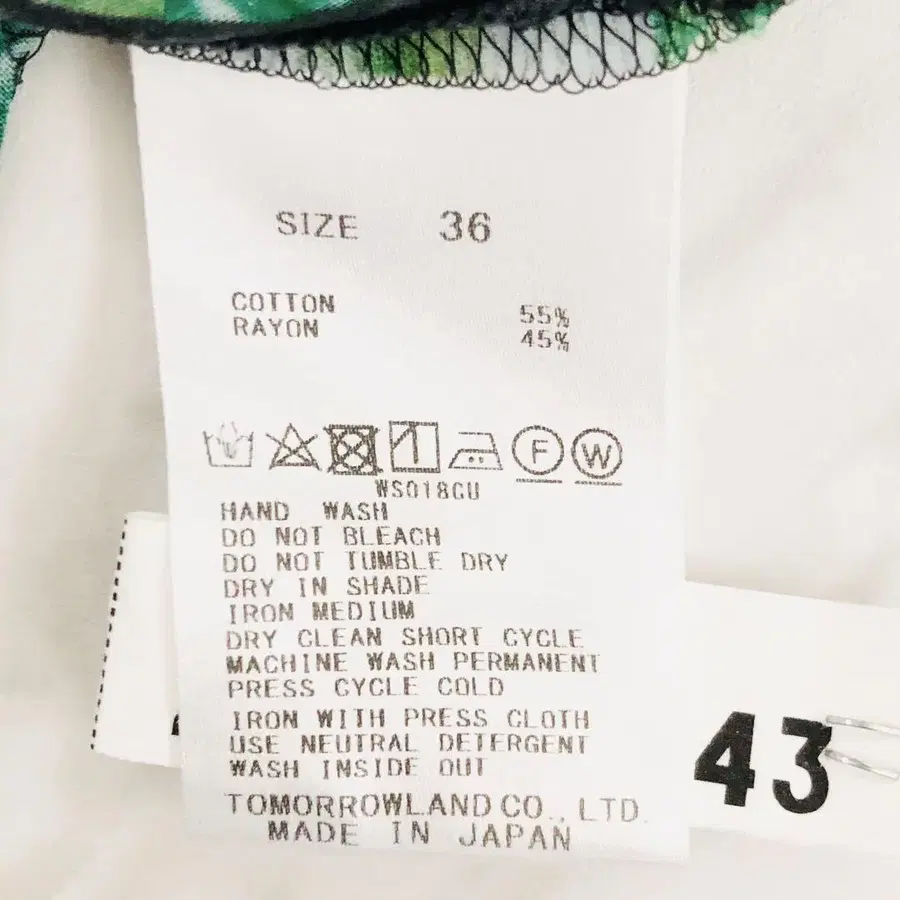 SIZE 36
COTTON 55%
RAYON 45%
F W
WS018CU
HAND WASH
DO NOT BLEACH
DO NOT TUMBLE DRY
DRY IN SHADE
IRON MEDIUM
DRY CLEAN SHORT CYCLE
MACHINE WASH PERMANENT
PRESS CYCLE COLD
IRON WITH PRESS CLOTH
USE NEUTRAL DETERGENT
WASH INSIDE OUT
TOMORROWLAND CO., LTD.
MADE IN JAPAN
43